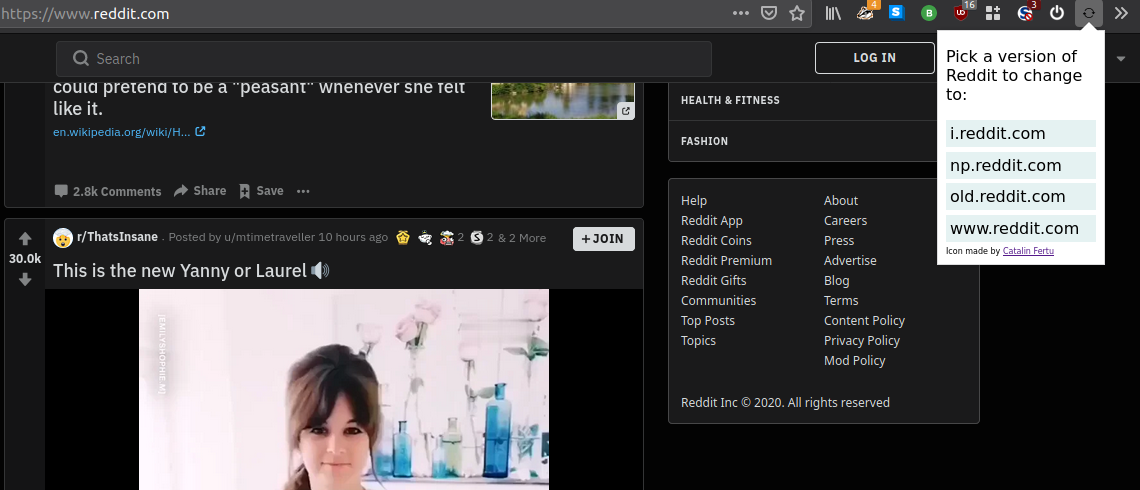 https://www.reddit.com
4
S
B
16
3
Search
LOG IN
Pick a version of
Reddit to change
to:
i.reddit.com
np.reddit.com
old.reddit.com
www.reddit.com
Icon made by Catalin Fertu
could pretend to be a "peasant" whenever she felt
like it.
en.wikipedia.org/wiki/H...
2.8k Comments Share Save
r/ThatsInsane · Posted by u/mtimetraveller 10 hours ago 2 S 2 & 2 More
+ JOIN
30.0k
This is the new Yanny or Laurel
[EMILYSHOPHIE.M]
HEALTH & FITNESS
FASHION
Help About
Reddit App Careers
Reddit Coins Press
Reddit Premium Advertise
Reddit Gifts Blog
Communities Terms
Top Posts Content Policy
Topics Privacy Policy
Mod Policy
Reddit Inc © 2020. All rights reserved